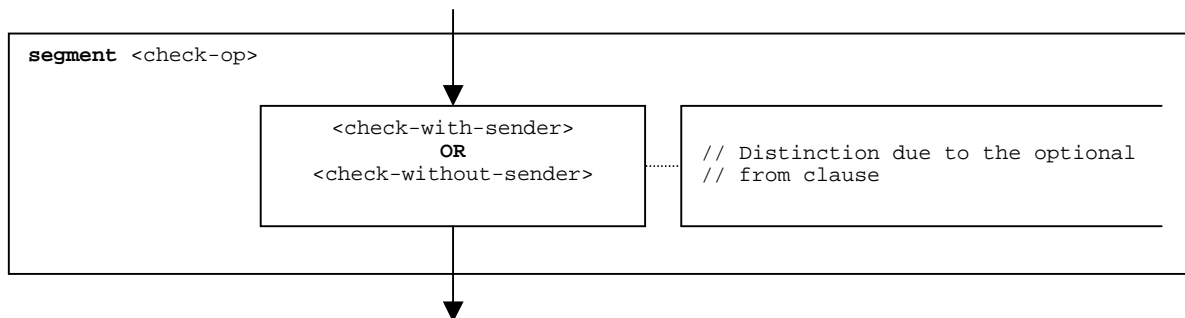 segment <check-op>
<check-with-sender>
OR
<check-without-sender>
// Distinction due to the optional
// from clause